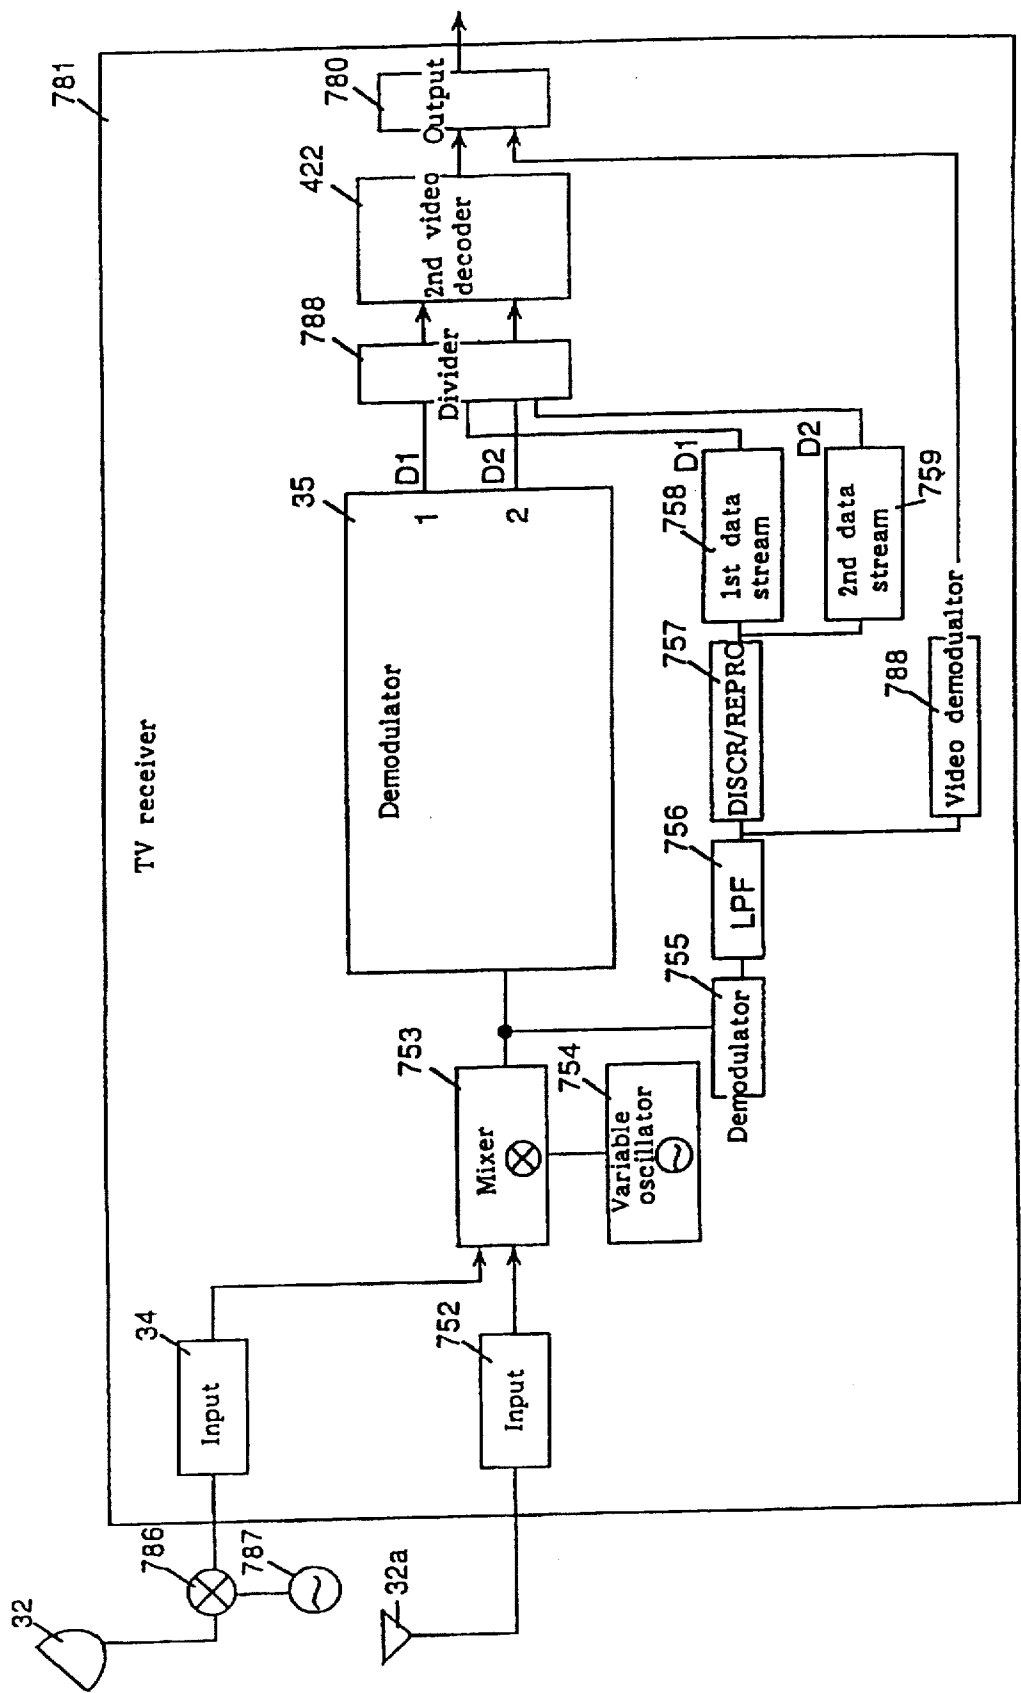 781
TV receiver
32
786
787
34
Input
32a
752
Input
753
Mixer
754
Variable
oscillator
35
Demodulator
1
2
D1
D2
788
Divider
422
2nd video
decoder
780
Output
755
Demodulator
756
LPF
757
DISCR/REPRO
758
1st data
stream
D1
759
2nd data
stream
D2
788
Video demodualtor